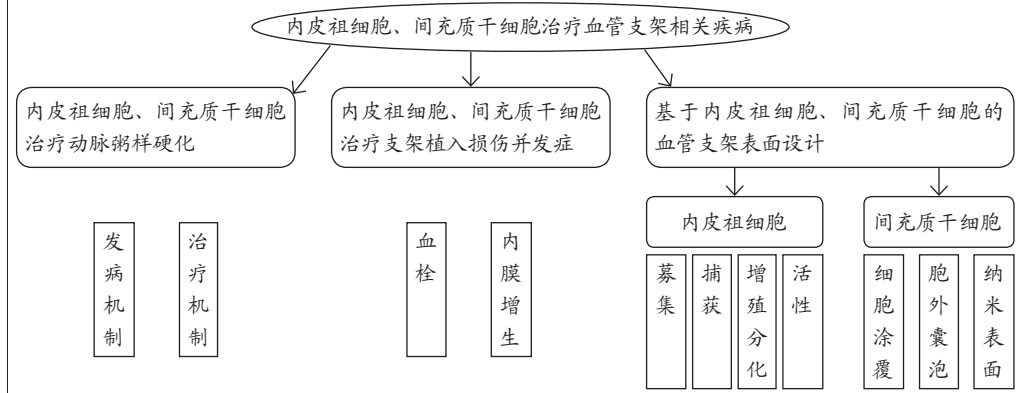 内皮祖细胞、间充质干细胞治疗血管支架相关疾病
内皮祖细胞、间充质干细胞
治疗动脉粥样硬化
内皮祖细胞、间充质干细胞
治疗支架植入损伤并发症
基于内皮祖细胞、间充质干细胞的
血管支架表面设计
内皮祖细胞
间充质干细胞
发病机制
治疗机制
血栓
内膜增生
募集
捕获
增殖分化
活性
细胞涂覆
胞外囊泡
纳米表面